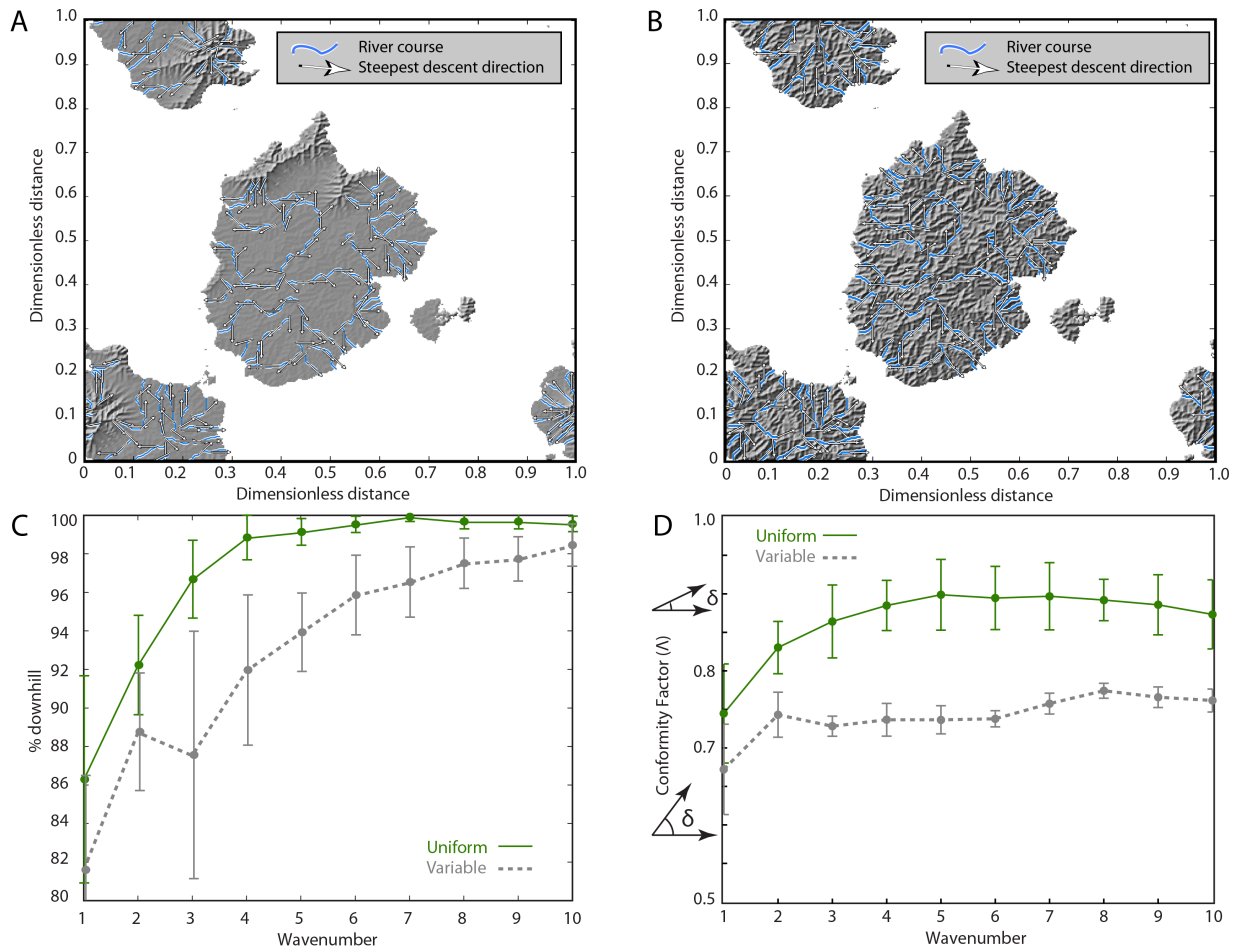 A
1.0
0.9
0.8
0.7
0.6
0.5
0.4
0.3
0.2
0.1
0
Dimensionless distance
River course
Steepest descent direction
0 0.1 0.2 0.3 0.4 0.5 0.6 0.7 0.8 0.9 1.0
Dimensionless distance
B
1.0
0.9
0.8
0.7
0.6
0.5
0.4
0.3
0.2
0.1
0
Dimensionless distance
River course
Steepest descent direction
0 0.1 0.2 0.3 0.4 0.5 0.6 0.7 0.8 0.9 1.0
Dimensionless distance
C
100
98
96
94
92
90
88
86
84
82
80
% downhill
Uniform
Variable
1 2 3 4 5 6 7 8 9 10
Wavenumber
D
1.0
0.8
0.7
0.5
Conformity Factor (Λ)
δ
δ
Uniform
Variable
1 2 3 4 5 6 7 8 9 10
Wavenumber